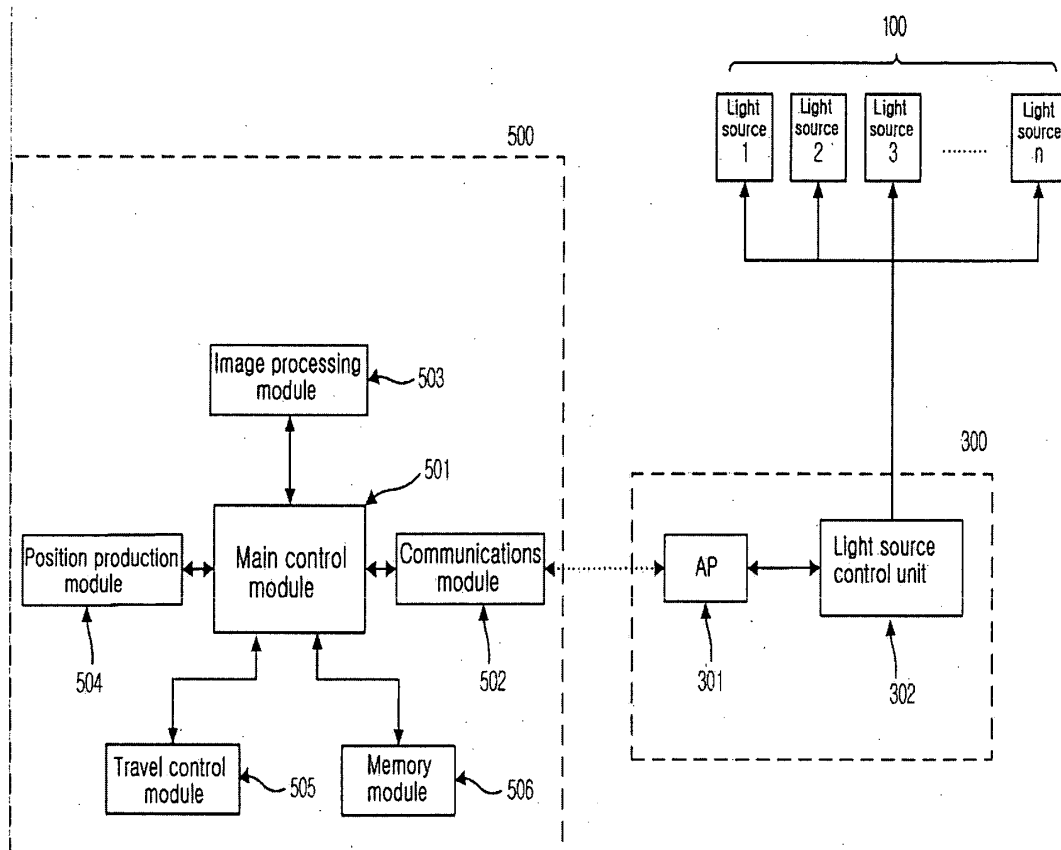 100
Light source 1
Light source 2
Light source 3
.........
Light source n
500
Image processing module
503
501
300
Position production module
Main control module
Communications module
AP
Light source control unit
504
502
301
302
Travel control module
505
Memory module
506